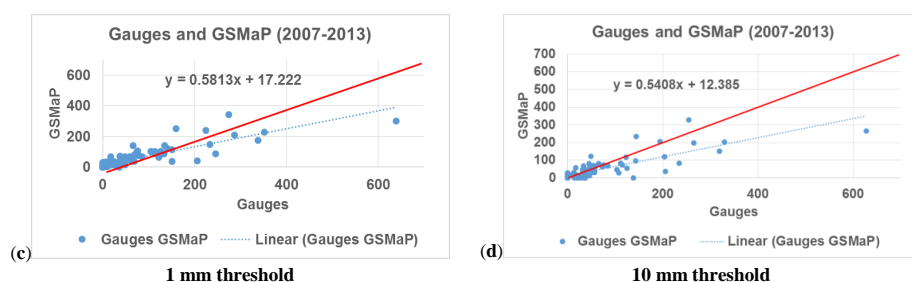 Gauges and GSMaP (2007-2013)
y = 0.5813x + 17.222
GSMaP
600
400
200
0
0 200 400 600
Gauges
Gauges GSMaP Linear (Gauges GSMaP)
(c)
1 mm threshold
Gauges and GSMaP (2007-2013)
y = 0.5408x + 12.385
GSMaP
700
600
500
400
300
200
100
0
0 200 400 600
Gauges
Gauges GSMaP Linear (Gauges GSMaP)
(d)
10 mm threshold